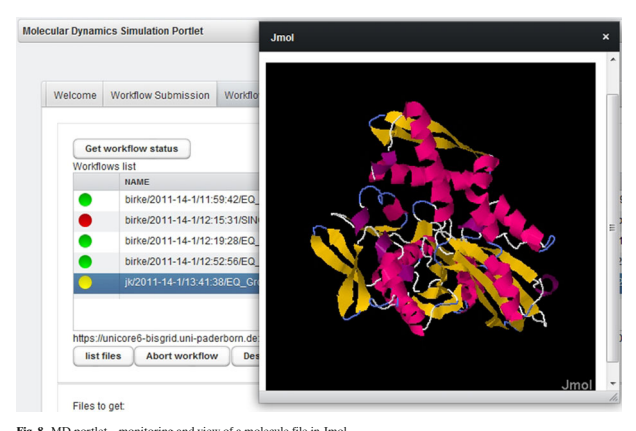 Molecular Dynamics Simulation Portlet
Jmol
×
Welcome
Workflow Submission
Workflo
Get workflow status
Workflows list
NAME
birke/2011-14-1/11:59:42/EQ_
birke/2011-14-1/12:15:31/SIN
birke/2011-14-1/12:19:28/EQ_
birke/2011-14-1/12:52:56/EQ_
jk/2011-14-1/13:41:38/EQ_Gro
https://unicore6-bisgrid.uni-paderborn.de:
list files
Abort workflow
Des
Files to get:
Jmol
Fig. 8 MD portlet – monitoring and view of a molecule file in Jmol